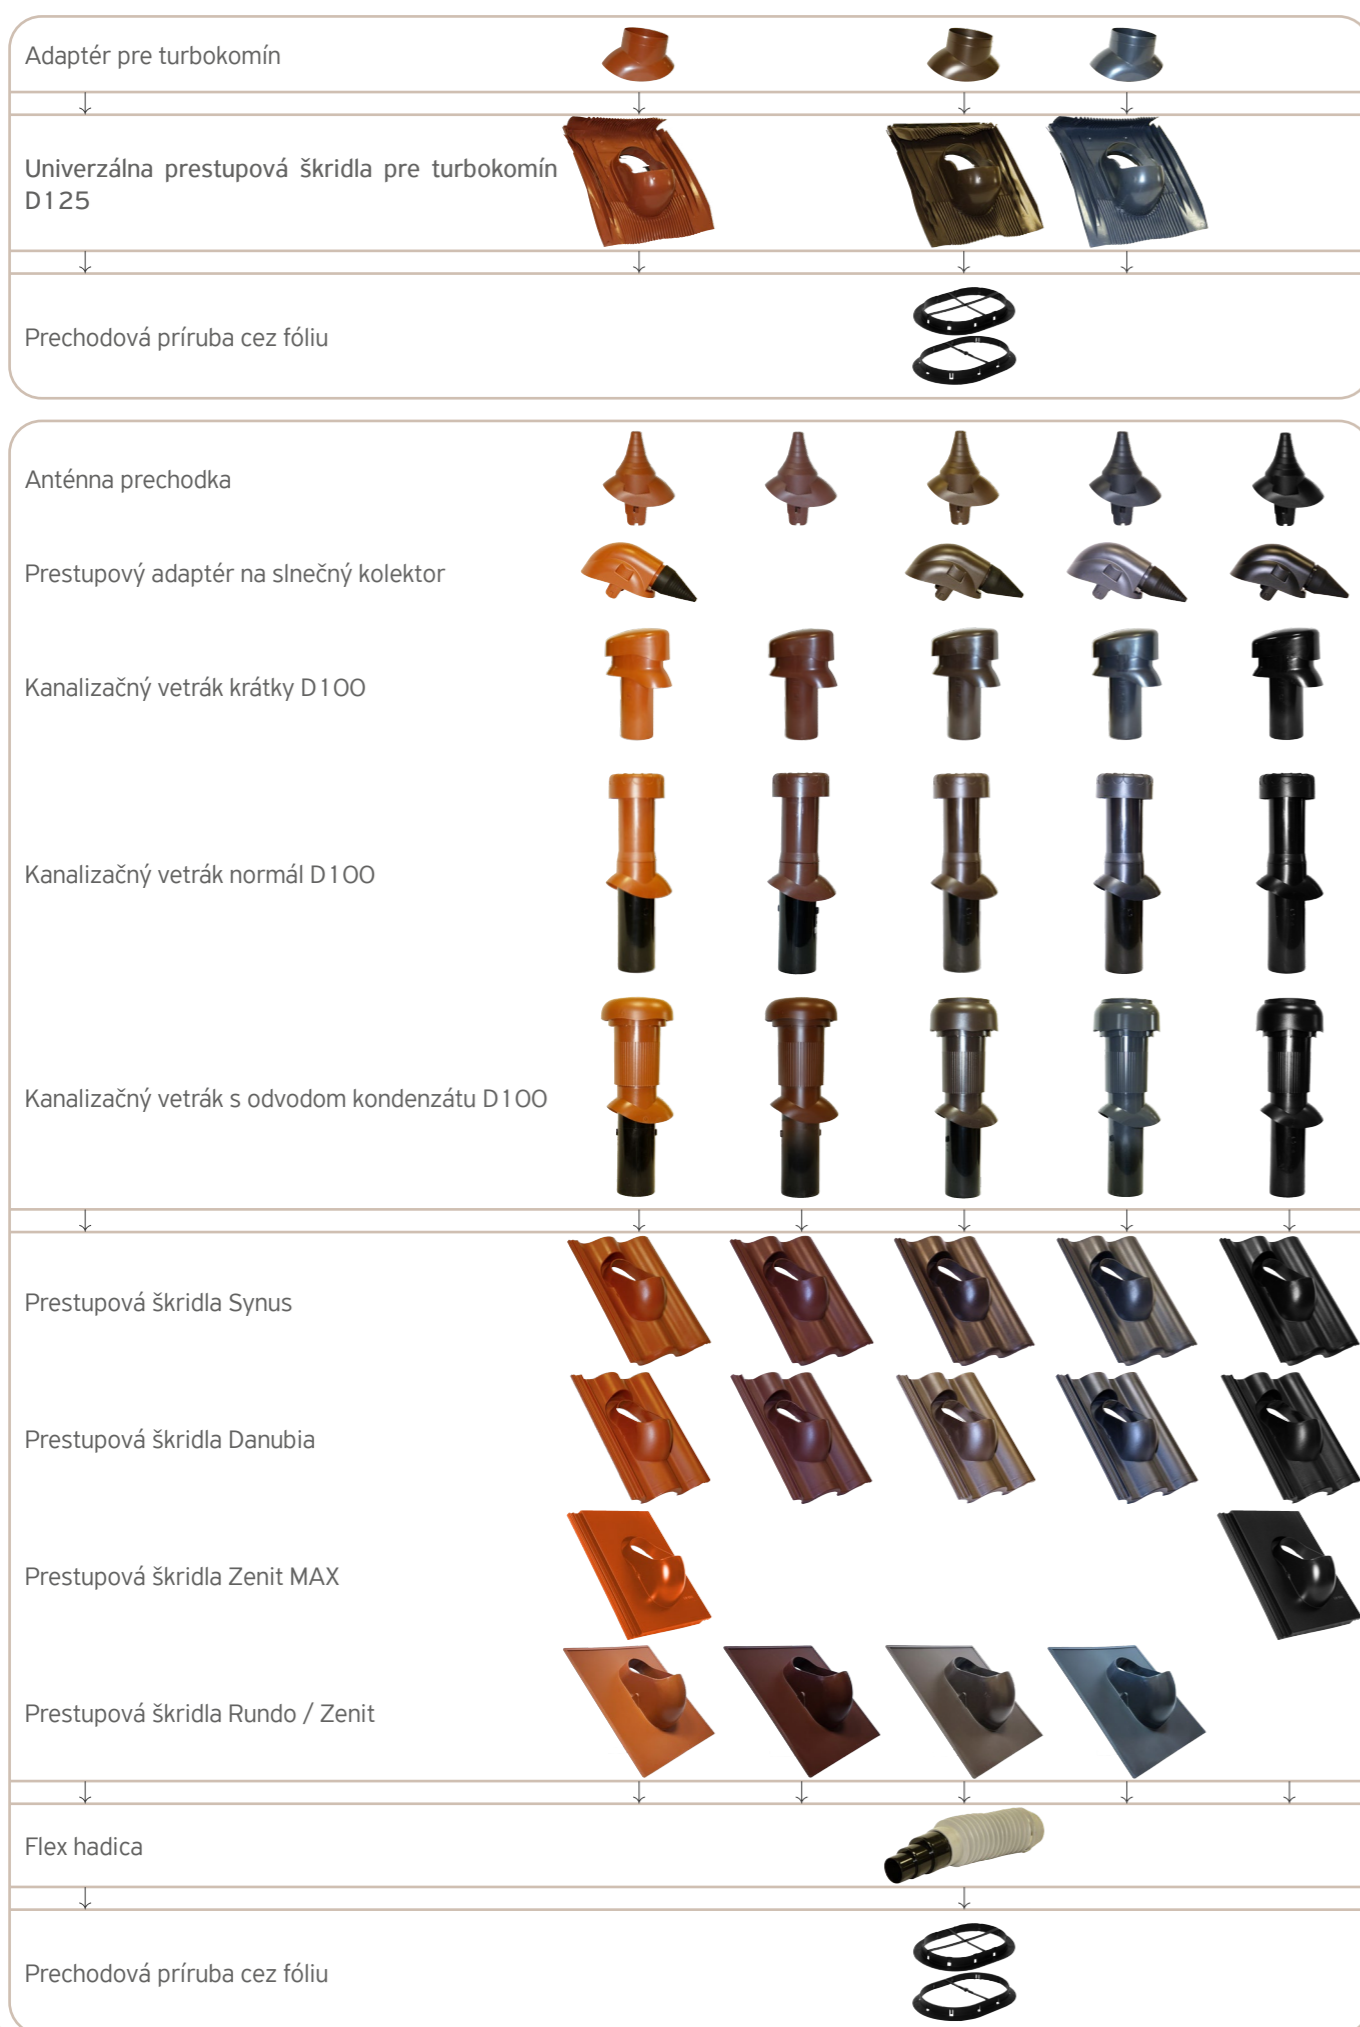 Adaptér pre turbokomín
Univerzálna prestupová škridla pre turbokomín
D125
Prechodová príruba cez fóliu
Anténna prechodka
Prestupový adaptér na slnečný kolektor
Kanalizačný vetrák krátky D100
Kanalizačný vetrák normál D100
Kanalizačný vetrák s odvodom kondenzátu D100
Prestupová škridla Synus
Prestupová škridla Danubia
Prestupová škridla Zenit MAX
Prestupová škridla Rundo / Zenit
Flex hadica
Prechodová príruba cez fóliu